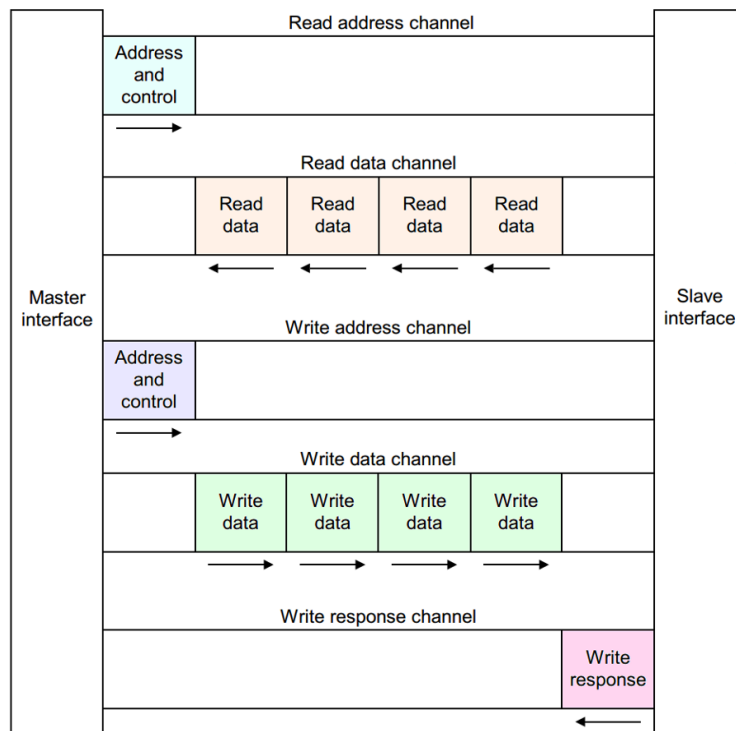 Read address channel
Address
and
control
Read data channel
Read
data
Read
data
Read
data
Read
data
Master
interface
Slave
interface
Write address channel
Address
and
control
Write data channel
Write
data
Write
data
Write
data
Write
data
Write response channel
Write
response